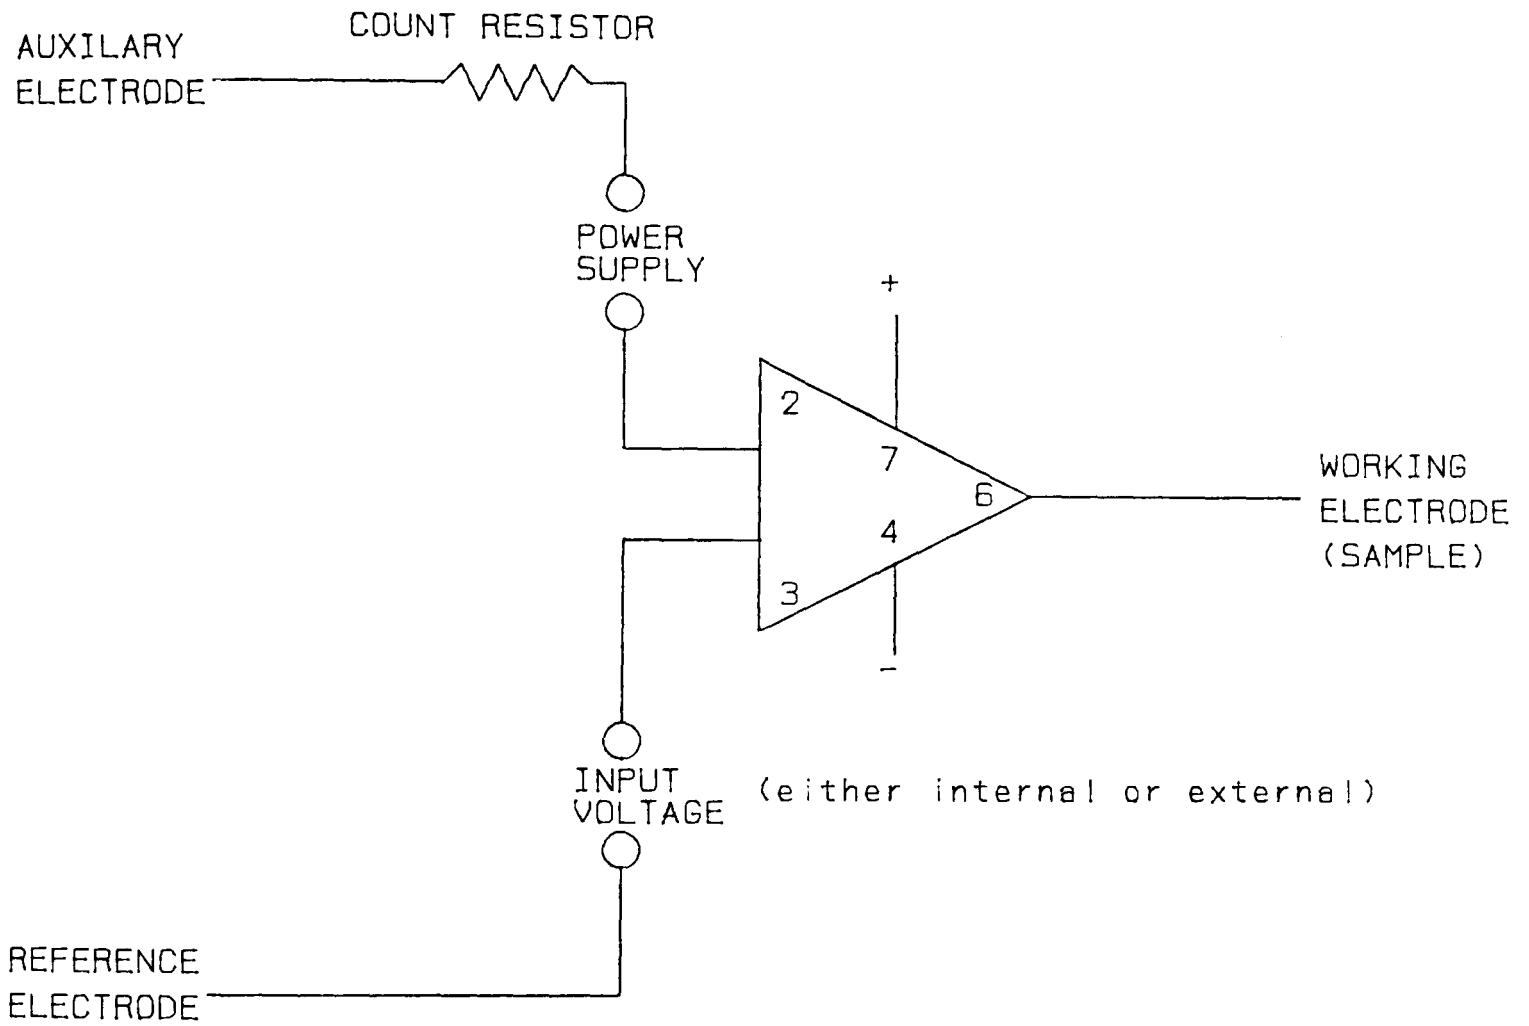 COUNT RESISTOR
AUXILARY
ELECTRODE
POWER
SUPPLY
+
2
7
6
4
3
-
WORKING
ELECTRODE
(SAMPLE)
INPUT
VOLTAGE
(either internal or external)
REFERENCE
ELECTRODE